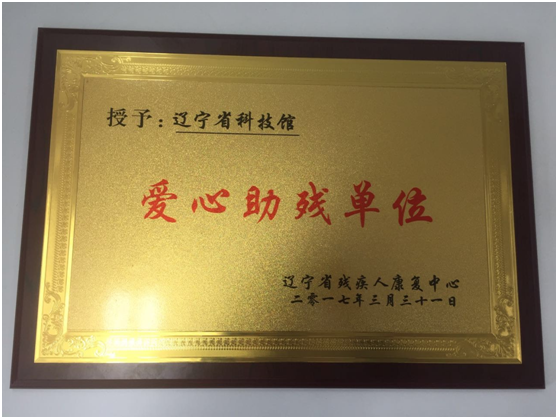 授予：辽宁省科技馆
爱心助残单位
辽宁省残疾人康复中心
二零一七年三月三十一日